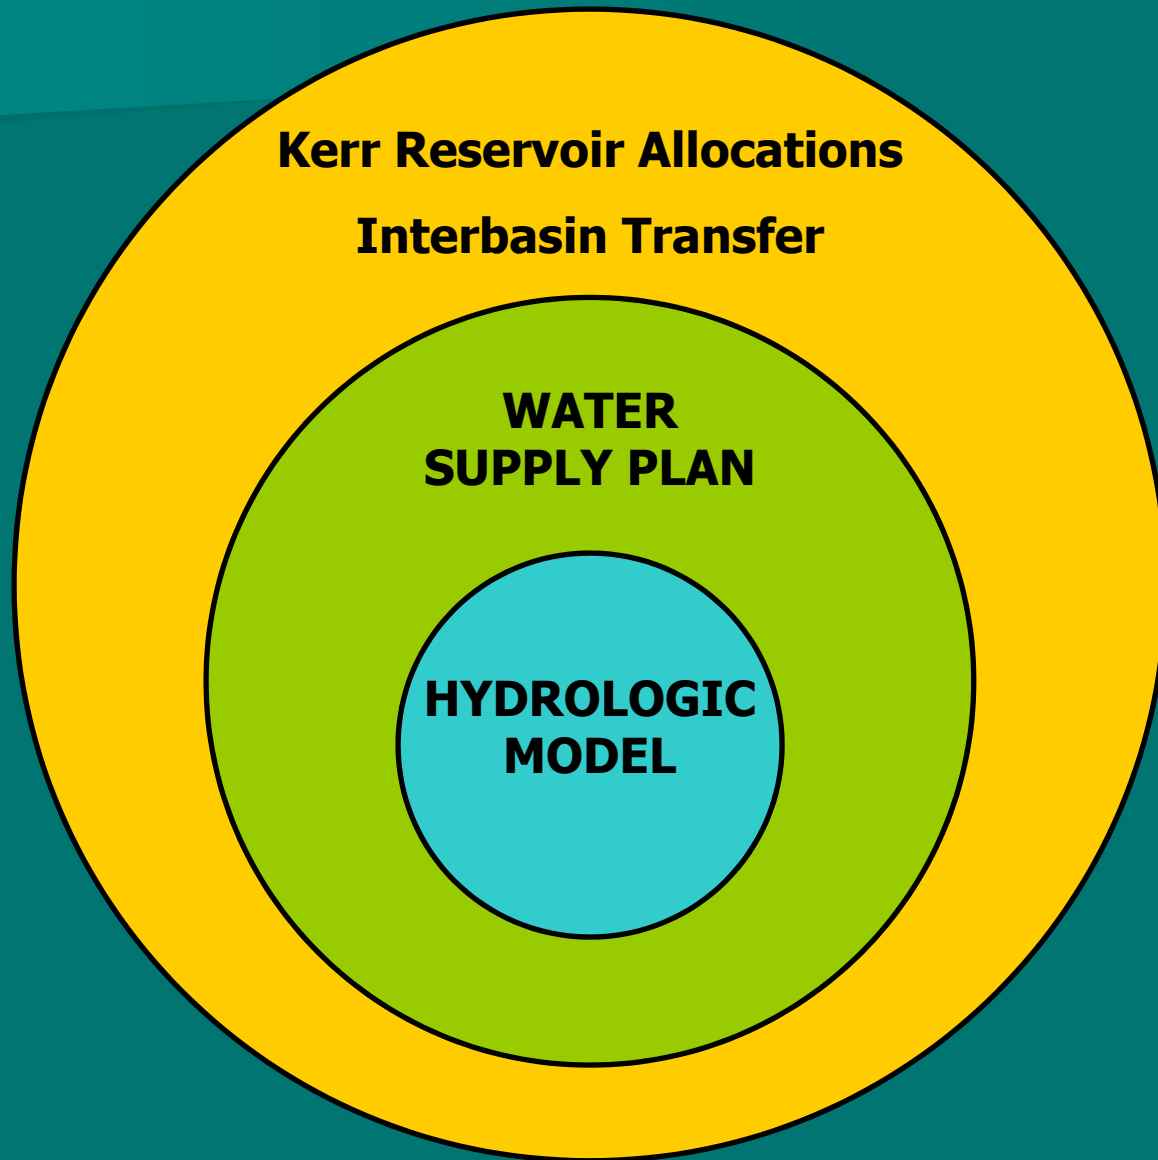 Kerr Reservoir Allocations
Interbasin Transfer
WATER
SUPPLY PLAN
HYDROLOGIC
MODEL